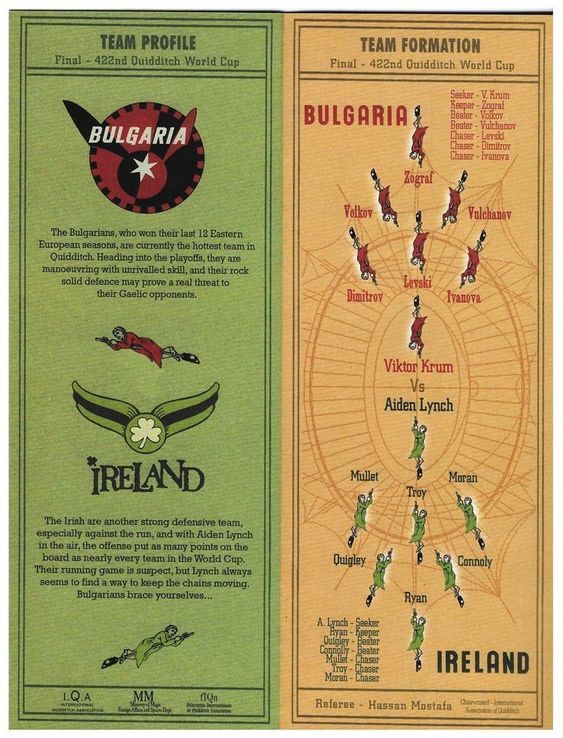 TEAM PROFILE
Final - 422nd Quidditch World Cup
BULGARIA
The Bulgarians, who won their last 12 Eastern
European seasons, are currently the hottest team in
Quidditch. Heading into the playoffs, they are
manoeuvring with unrivalled skill, and their rock
solid defence may prove a real threat to
their Gaelic opponents.
IRELAND
The Irish are another strong defensive team,
especially against the run, and with Aiden Lynch
in the air, the offense put as many points on the
board as nearly every team in the World Cup.
Their running game is suspect, but Lynch always
seems to find a way to keep the chains moving.
Bulgarians brace yourselves...
I.Q.A
INTERNATIONAL
QUIDDITCH ASSOCIATION
MM
Ministry of Magic
Foreign Affairs and Sports Dept.
TEAM FORMATION
Final - 422nd Quidditch World Cup
BULGARIA
Seeker - V. Krum
Keeper - Zograf
Beater - Volkov
Beater - Vulchanov
Chaser - Levski
Chaser - Dimitrov
Chaser - Ivanova
Zograf
Volkov
Vulchanov
Levski
Dimitrov
Ivanova
Viktor Krum
Vs
Aiden Lynch
Mullet
Moran
Troy
Quigley
Connolly
Ryan
A. Lynch - Seeker
Ryan - Keeper
Quigley - Beater
Connolly - Beater
Mullet - Chaser
Troy - Chaser
Moran - Chaser
IRELAND
Referee - Hassan Mostafa
Chairwizard - International
Association of Quidditch